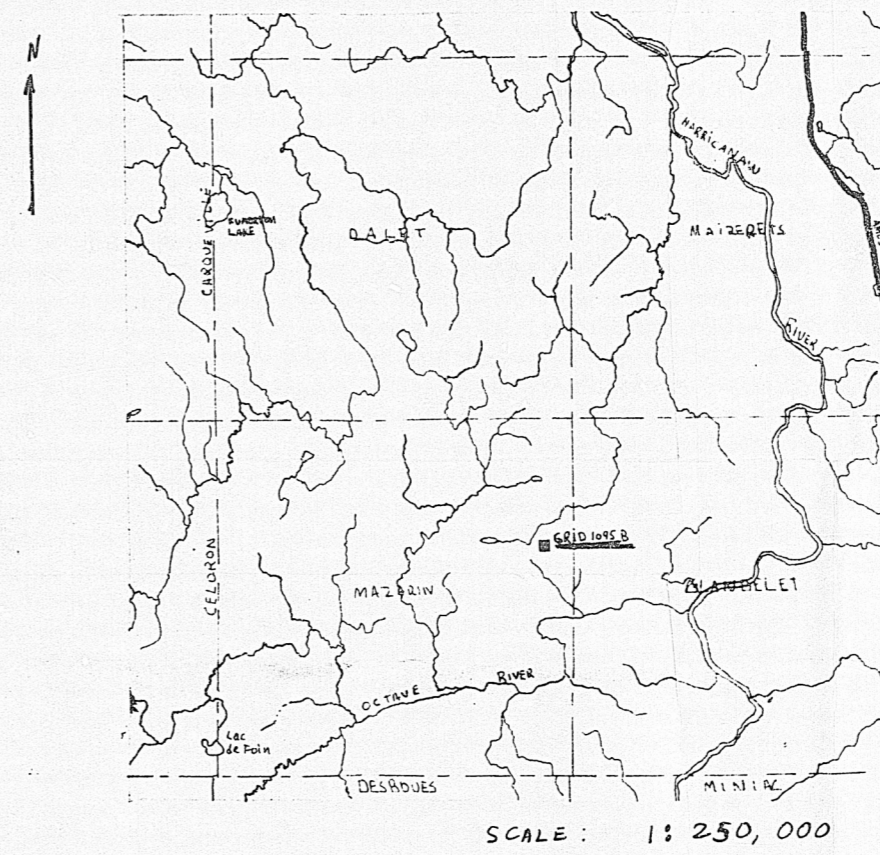 N
HARRICANAW
CARQUEVILLE
LAKE
DALET
MAIZERETS
RIVER
GRID 1095 B
CELORON
MAZARIN
OCTAVE RIVER
Lac
de Foin
MINIAC
SCALE : 1: 250,000